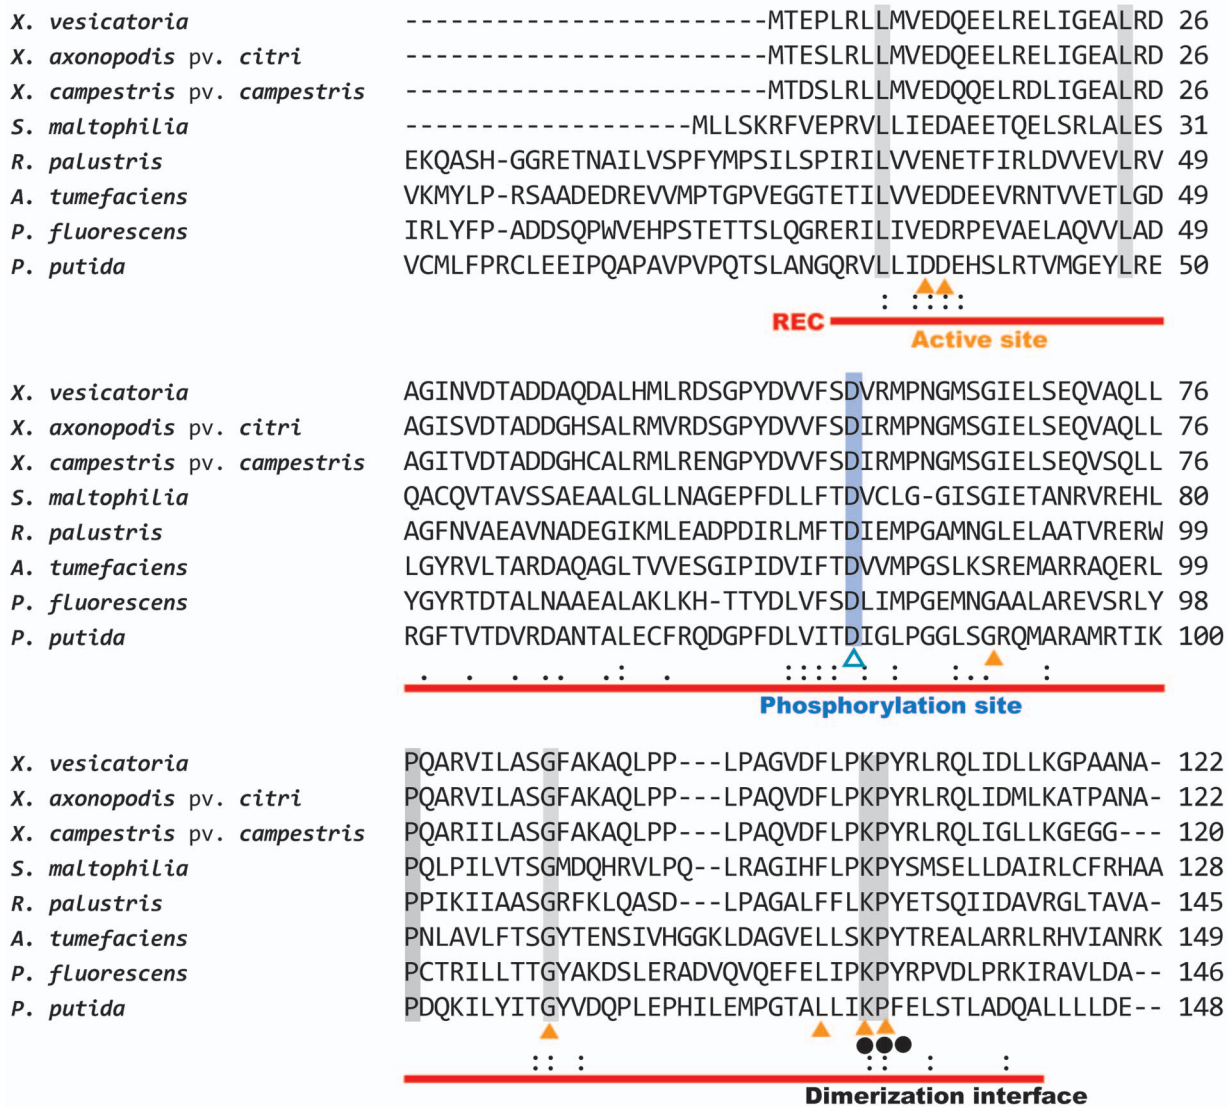 X. vesicatoria -----------------------MTEPLRLLMVEDQEELRELIGEALRD 26
X. axonopodis pv. citri -----------------------MTESLRLLMVEDQEELRELIGEALRD 26
X. campestris pv. campestris -----------------------MTDSLRLLMVEDQQELRDLIGEALRD 26
S. maltophilia ------------------MLLSKRFVEPRVLLIEDAEETQELSRLALES 31
R. palustris EKQASH-GGRETNAILVSPFYMPSILSPIRILVVENETFIRLDVVEVLRV 49
A. tumefaciens VKMYLP-RSAADEDREVVMPTGPVEGGTETILVVEDDEEVRNTVVETLGD 49
P. fluorescens IRLYFP-ADDSQPWVEHPSTETTSLQGRERILIVEDRPEVAELAQVVLAD 49
P. putida VCMLFPRCLEEIPQAPAVPVPQTSLANGQRVLLIDDEHSLRTVMGEYLRE 50
: ::::
REC
Active site
X. vesicatoria AGINVDTADDAQDALHMLRDSGPYDVVFSDVRMPNGMSGIELSEQVAQLL 76
X. axonopodis pv. citri AGISVDTADDGHSALRMVRDSGPYDVVFSDIRMPNGMSGIELSEQVAQLL 76
X. campestris pv. campestris AGITVDTADDGHCALRMLRENGPYDVVFSDIRMPNGMSGIELSEQVSQLL 76
S. maltophilia QACQVTAVSSAEAALGLLNAGEPFDLLFTDVCLG-GISGIETANRVREHL 80
R. palustris AGFNVAEAVNADEGIKMLEADPDIRLMFTDIEMPGAMNGLELAATVRERW 99
A. tumefaciens LGYRVLTARDAQAGLTVVESGIPIDVIFTDVVMPGSLKSREMARRAQERL 99
P. fluorescens YGYRTDTALNAAEALAKLKH-TTYDLVFSDLIMPGEMNGAALAREVSRLY 98
P. putida RGFTVTDVRDANTALECFRQDGPFDLVITDIGLPGGLSGRQMARAMRTIK 100
. . . .. .: . :::: : : :.. :
Phosphorylation site
X. vesicatoria PQARVILASGFAKAQLPP---LPAGVDFLPKPYRLRQLIDLLKGPAANA- 122
X. axonopodis pv. citri PQARVILASGFAKAQLPP---LPAQVDFLPKPYRLRQLIDMLKATPANA- 122
X. campestris pv. campestris PQARIILASGFAKAQLPP---LPAQVDFLPKPYRLRQLIGLLKGEGG--- 120
S. maltophilia PQLPILVTSGMDQHRVLPQ--LRAGIHFLPKPYSMSELLDAIRLCFRHAA 128
R. palustris PPIKIIAASGRFKLQASD---LPAGALFFLKPYETSQIIDAVRGLTAVA- 145
A. tumefaciens PNLAVLFTSGYTENSIVHGGKLDAGVELLSKPYTREALARRLRHVIANRK 149
P. fluorescens PCTRILLTTGYAKDSLERADVQVQEFELIPKPYRPVDLPRKIRAVLDA-- 146
P. putida PDQKILYITGYVDQPLEPHILEMPGTALLIKPFELSTLADQALLLLDE-- 148
:: : :: : :
Dimerization interface